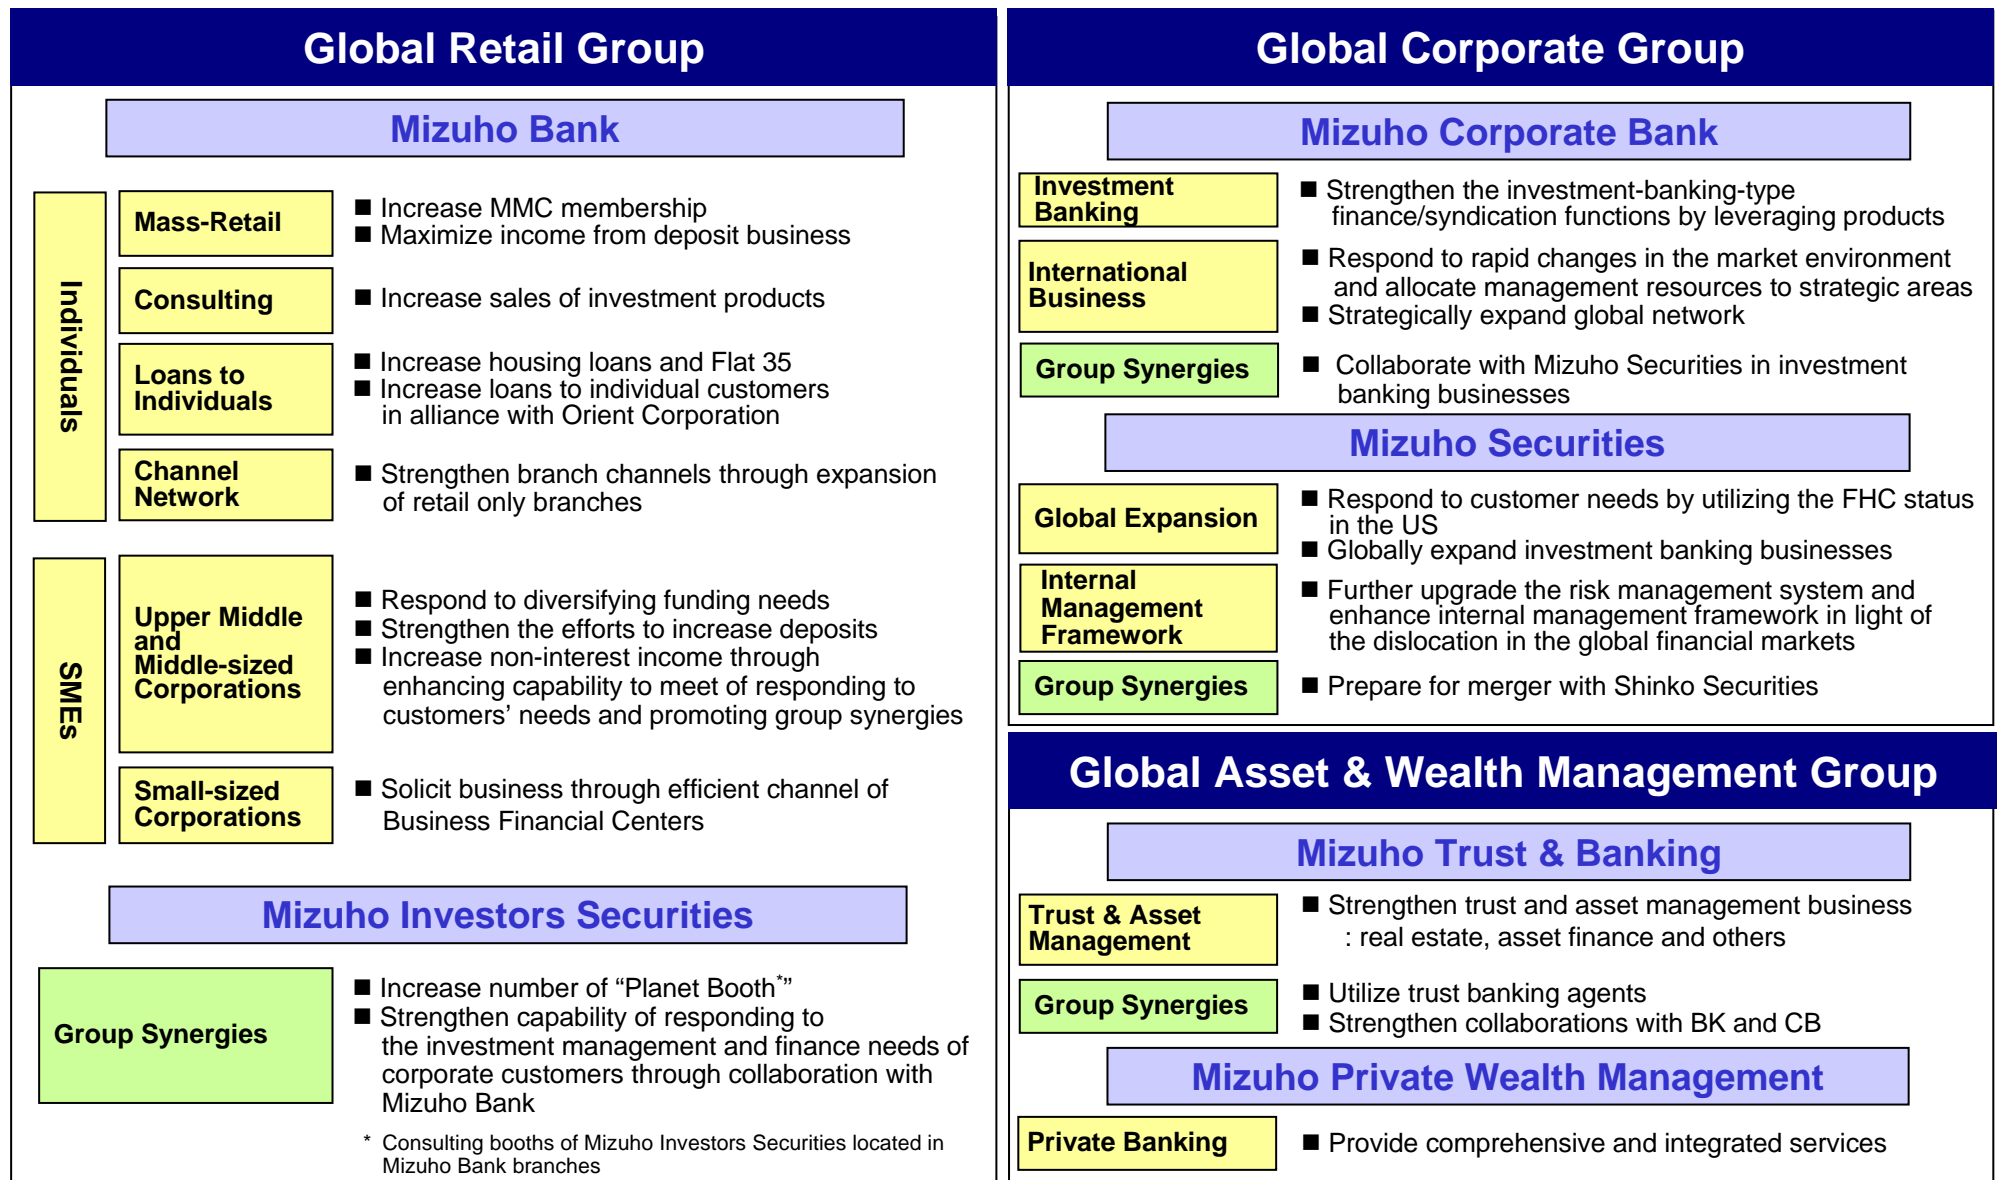 Global Retail Group
Mizuho Bank
Individuals
Mass-Retail
■ Increase MMC membership
■ Maximize income from deposit business
Consulting
■ Increase sales of investment products
Loans to
Individuals
■ Increase housing loans and Flat 35
■ Increase loans to individual customers
in alliance with Orient Corporation
Channel
Network
■ Strengthen branch channels through expansion
of retail only branches
SMEs
Upper Middle
and
Middle-sized
Corporations
■ Respond to diversifying funding needs
■ Strengthen the efforts to increase deposits
■ Increase non-interest income through
enhancing capability to meet of responding to
customers’ needs and promoting group synergies
Small-sized
Corporations
■ Solicit business through efficient channel of
Business Financial Centers
Mizuho Investors Securities
Group Synergies
■ Increase number of “Planet Booth*”
■ Strengthen capability of responding to
the investment management and finance needs of
corporate customers through collaboration with
Mizuho Bank
* Consulting booths of Mizuho Investors Securities located in
Mizuho Bank branches
Global Corporate Group
Mizuho Corporate Bank
Investment
Banking
■ Strengthen the investment-banking-type
finance/syndication functions by leveraging products
International
Business
■ Respond to rapid changes in the market environment
and allocate management resources to strategic areas
■ Strategically expand global network
Group Synergies
■ Collaborate with Mizuho Securities in investment
banking businesses
Mizuho Securities
Global Expansion
■ Respond to customer needs by utilizing the FHC status
in the US
■ Globally expand investment banking businesses
Internal
Management
Framework
■ Further upgrade the risk management system and
enhance internal management framework in light of
the dislocation in the global financial markets
Group Synergies
■ Prepare for merger with Shinko Securities
Global Asset & Wealth Management Group
Mizuho Trust & Banking
Trust & Asset
Management
■ Strengthen trust and asset management business
: real estate, asset finance and others
Group Synergies
■ Utilize trust banking agents
■ Strengthen collaborations with BK and CB
Mizuho Private Wealth Management
Private Banking
■ Provide comprehensive and integrated services